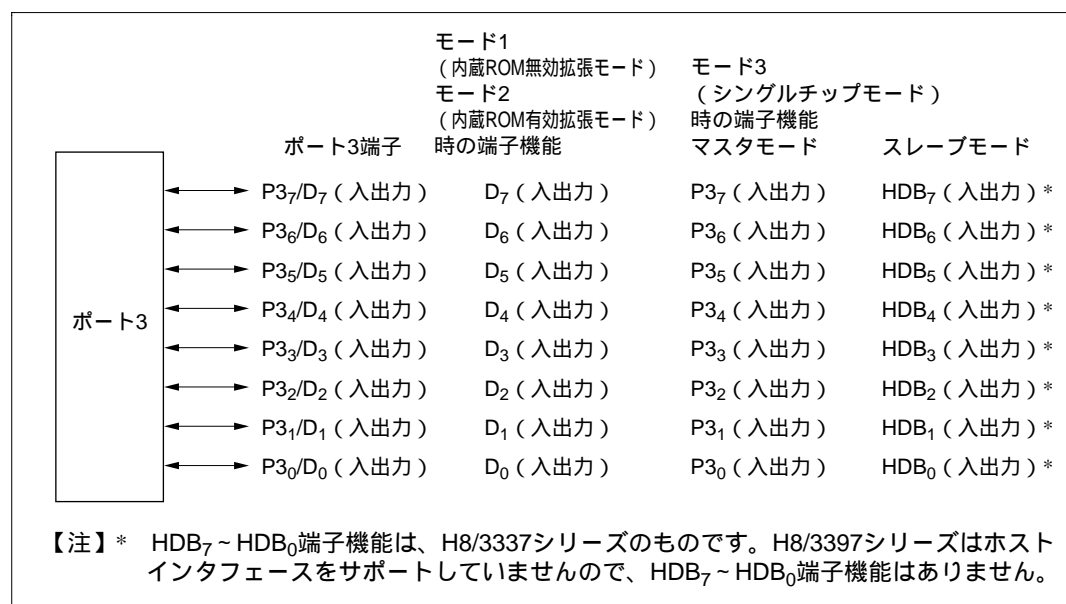 モード1
（内蔵ROM無効拡張モード） モード3
モード2 （シングルチップモード）
（内蔵ROM有効拡張モード） 時の端子機能
ポート3端子 時の端子機能 マスタモード スレーブモード
P3₇/D₇（入出力） D₇（入出力） P3₇（入出力） HDB₇（入出力）*
P3₆/D₆（入出力） D₆（入出力） P3₆（入出力） HDB₆（入出力）*
P3₅/D₅（入出力） D₅（入出力） P3₅（入出力） HDB₅（入出力）*
ポート3 P3₄/D₄（入出力） D₄（入出力） P3₄（入出力） HDB₄（入出力）*
P3₃/D₃（入出力） D₃（入出力） P3₃（入出力） HDB₃（入出力）*
P3₂/D₂（入出力） D₂（入出力） P3₂（入出力） HDB₂（入出力）*
P3₁/D₁（入出力） D₁（入出力） P3₁（入出力） HDB₁（入出力）*
P3₀/D₀（入出力） D₀（入出力） P3₀（入出力） HDB₀（入出力）*
【注】* HDB₇~HDB₀端子機能は、H8/3337シリーズのものです。H8/3397シリーズはホスト
インタフェースをサポートしていませんので、HDB₇~HDB₀端子機能はありません。